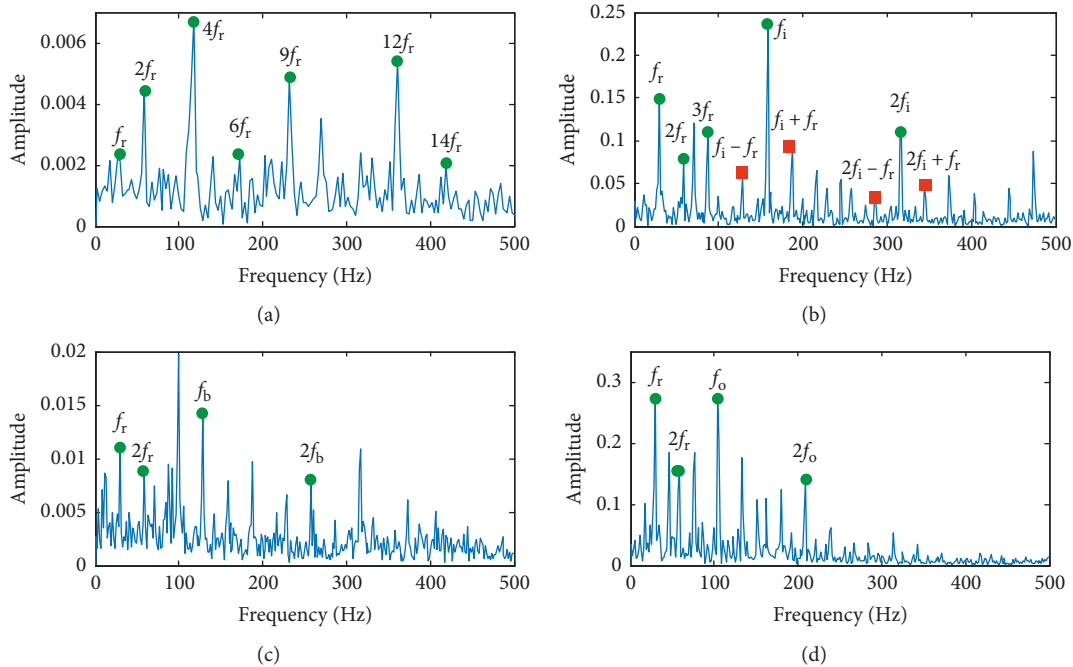 0.006
0.004
0.002
0
Amplitude
fr
2fr
4fr
6fr
9fr
12fr
14fr
0 100 200 300 400 500
Frequency (Hz)
(a)
0.25
0.2
0.15
0.1
0.05
0
Amplitude
fr
2fr
3fr
fi − fr
fi
fi + fr
2fi − fr
2fi
2fi + fr
0 100 200 300 400 500
Frequency (Hz)
(b)
0.02
0.015
0.01
0.005
0
Amplitude
fr
2fr
fb
2fb
0 100 200 300 400 500
Frequency (Hz)
(c)
0.3
0.2
0.1
0
Amplitude
fr
2fr
fo
2fo
0 100 200 300 400 500
Frequency (Hz)
(d)